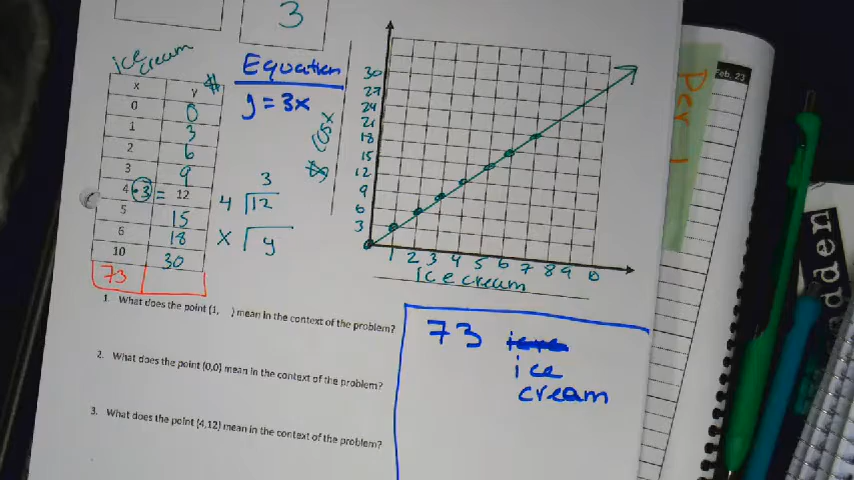 3
ice
cream
Equation
y = 3x
x y $
0 0
1 3
2 6
3 9
4 · 3 = 12
5 15
6 18
10 30
73
3
4 12
x y
30
27
24
21
18
15
12
9
6
3
Cost
$
1 2 3 4 5 6 7 8 9 10
ice cream
1. What does the point (1, ) mean in the context of the problem?
2. What does the point (0,0) mean in the context of the problem?
3. What does the point (4,12) mean in the context of the problem?
73
ice
cream
Feb. 23
Per 1
dden